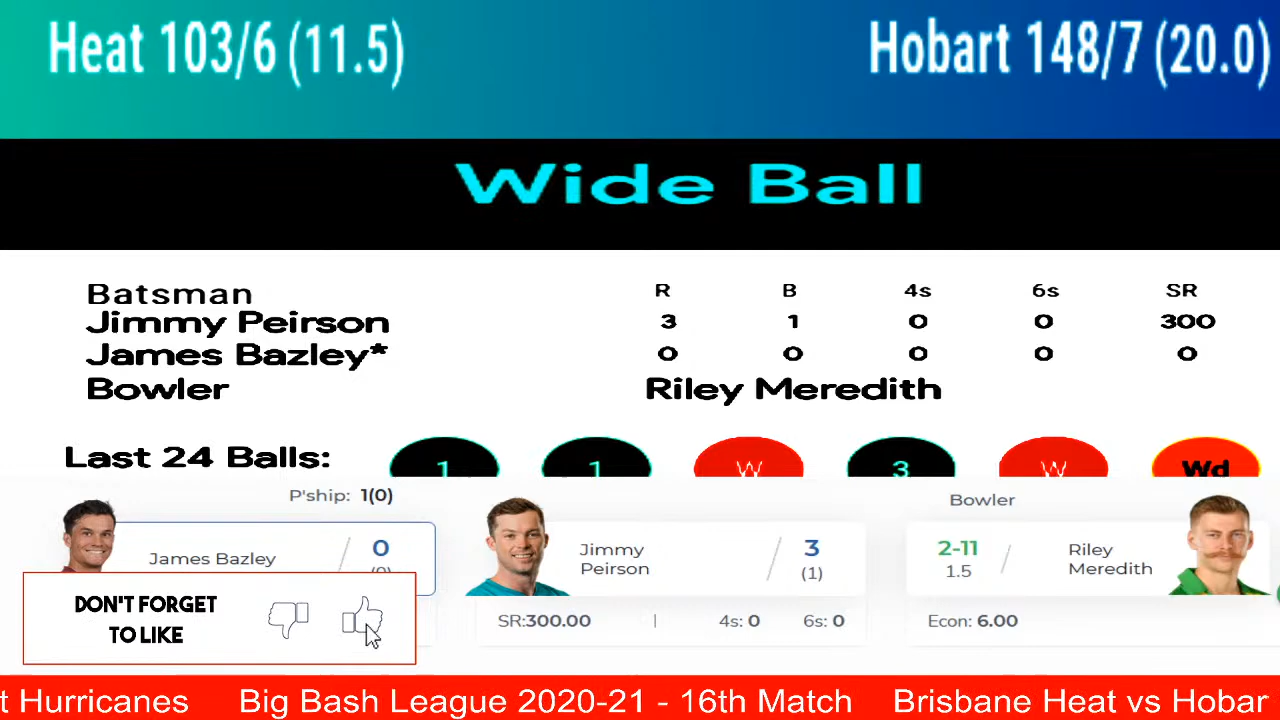 Heat 103/6 (11.5)
Hobart 148/7 (20.0)
Wide Ball
Batsman R B 4s 6s SR
Jimmy Peirson 3 1 0 0 300
James Bazley* 0 0 0 0 0
Bowler Riley Meredith
Last 24 Balls: 1 1 W 3 W Wd
P'ship: 1(0)
James Bazley 0
(0)
Jimmy
Peirson
3
(1)
SR:300.00 4s: 0 6s: 0
Bowler
2-11
1.5
Riley
Meredith
Econ: 6.00
DON'T FORGET
TO LIKE
t Hurricanes Big Bash League 2020-21 - 16th Match Brisbane Heat vs Hobar